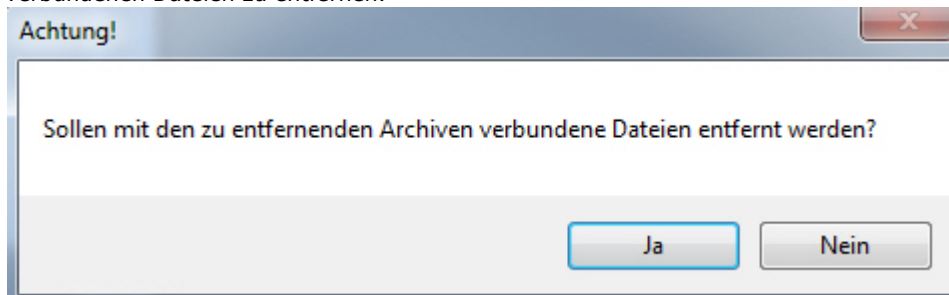 verbundenen Dateien zu entfernen.
Achtung!
Sollen mit den zu entfernenden Archiven verbundene Dateien entfernt werden?
Ja
Nein